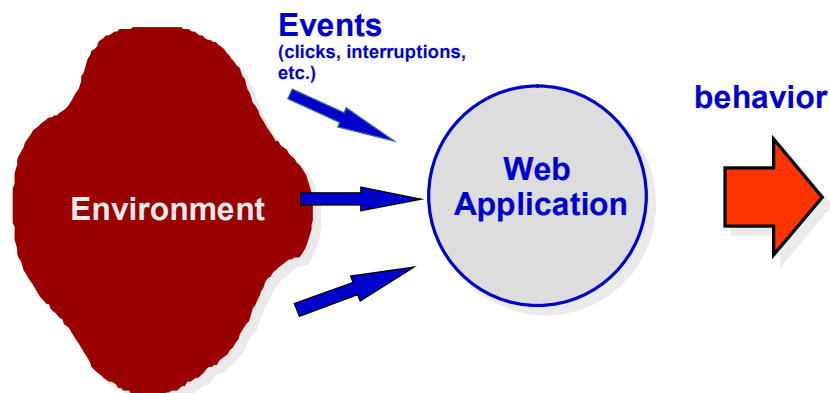 Events
(clicks, interruptions,
etc.)
behavior
Web
Application
Environment